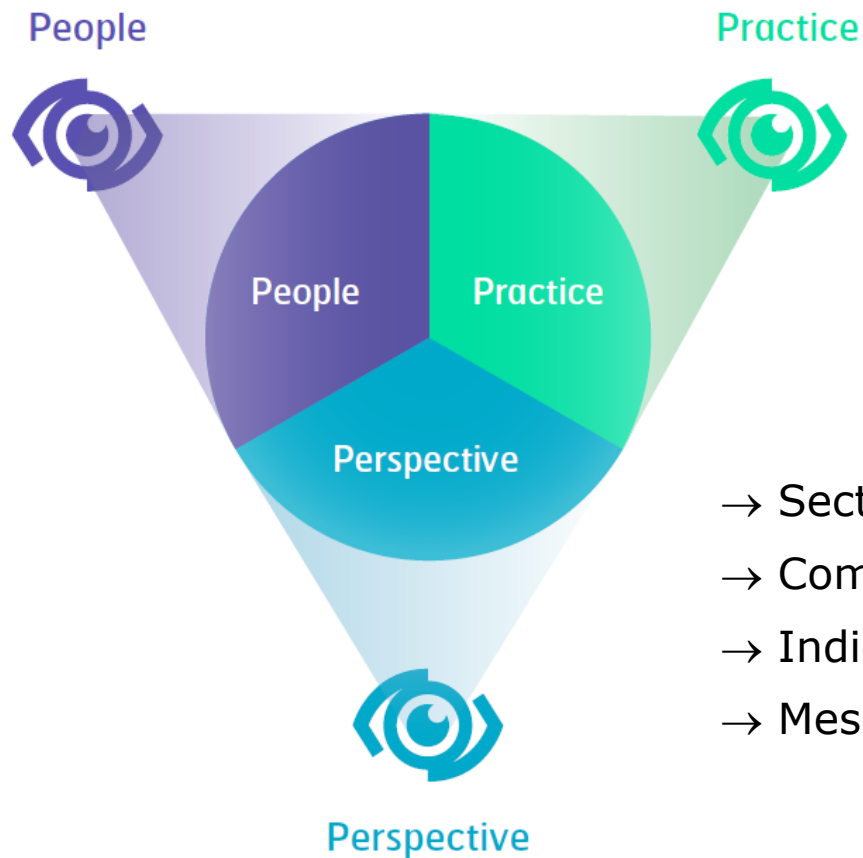 People
Practice
People
Practice
Perspective
→ Sect
→ Com
→ Indi
→ Mes
Perspective